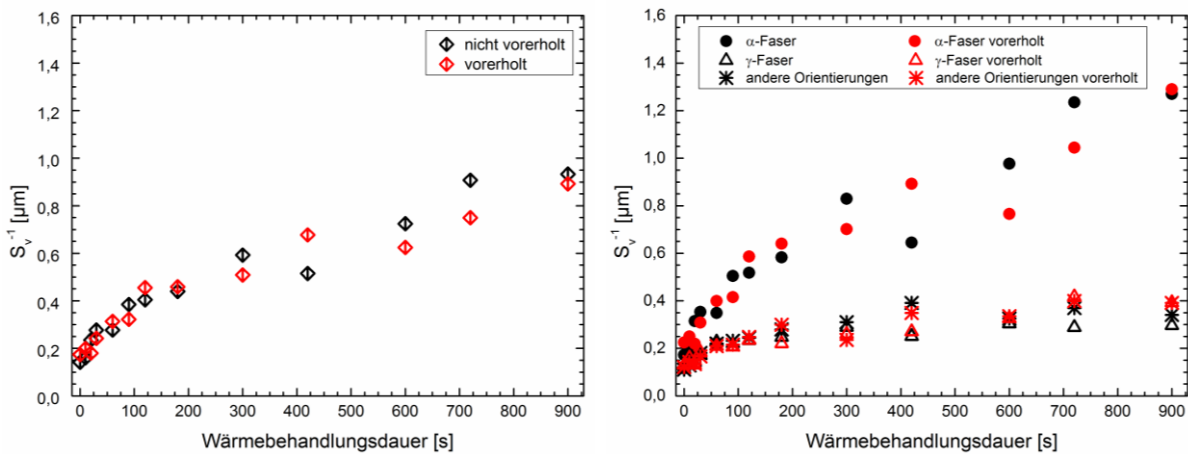 1,6
1,4
1,2
1,0
0,8
0,6
0,4
0,2
0,0
S_v^-1 [µm]
nicht vorerholt
vorerholt
0 100 200 300 400 500 600 700 800 900
Wärmebehandlungsdauer [s]
1,6
1,4
1,2
1,0
0,8
0,6
0,4
0,2
0,0
S_v^-1 [µm]
α-Faser α-Faser vorerholt
γ-Faser γ-Faser vorerholt
andere Orientierungen andere Orientierungen vorerholt
0 100 200 300 400 500 600 700 800 900
Wärmebehandlungsdauer [s]